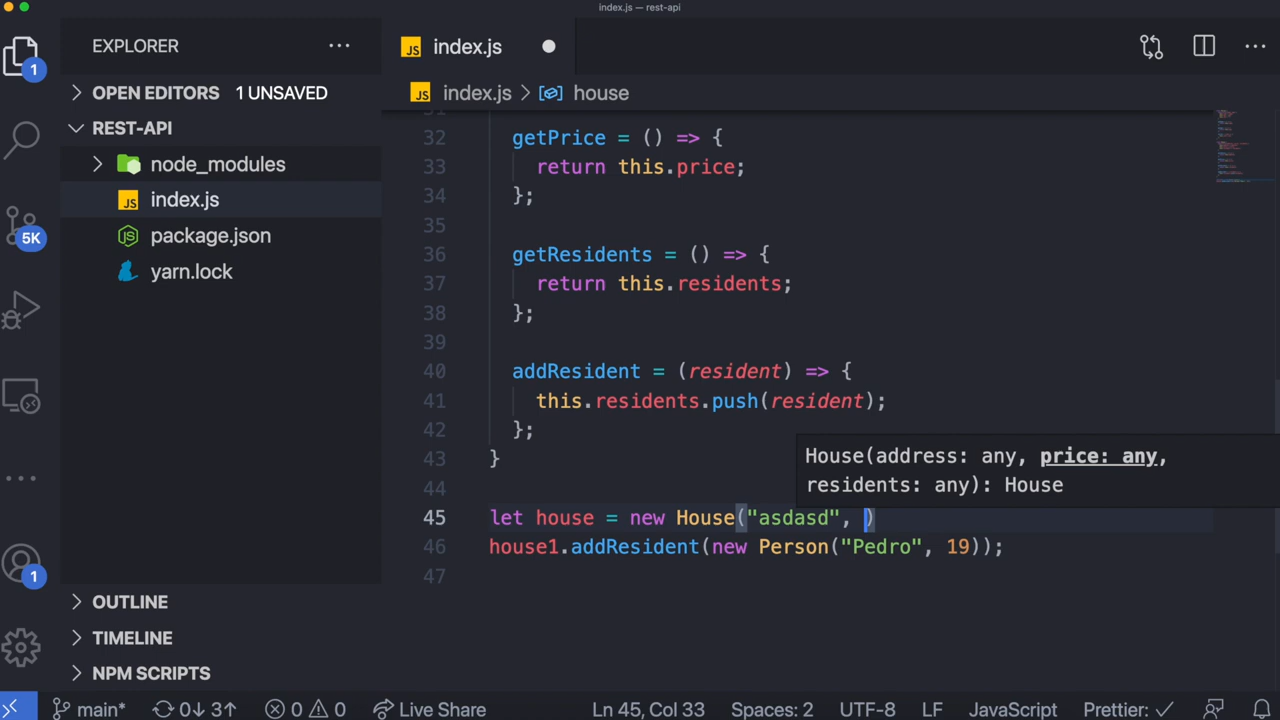 index.js — rest-api
EXPLORER
JS index.js
1
OPEN EDITORS 1 UNSAVED
JS index.js > house
REST-API
node_modules
JS index.js
package.json
yarn.lock
5K
32 getPrice = () => {
33 return this.price;
34 };
35
36 getResidents = () => {
37 return this.residents;
38 };
39
40 addResident = (resident) => {
41 this.residents.push(resident);
42 };
43 }
44
House(address: any, price: any,
residents: any): House
45 let house = new House("asdasd", )
46 house1.addResident(new Person("Pedro", 19));
47
1
OUTLINE
TIMELINE
NPM SCRIPTS
main* 0↓ 3↑ 0 0 Live Share Ln 45, Col 33 Spaces: 2 UTF-8 LF JavaScript Prettier: ✓